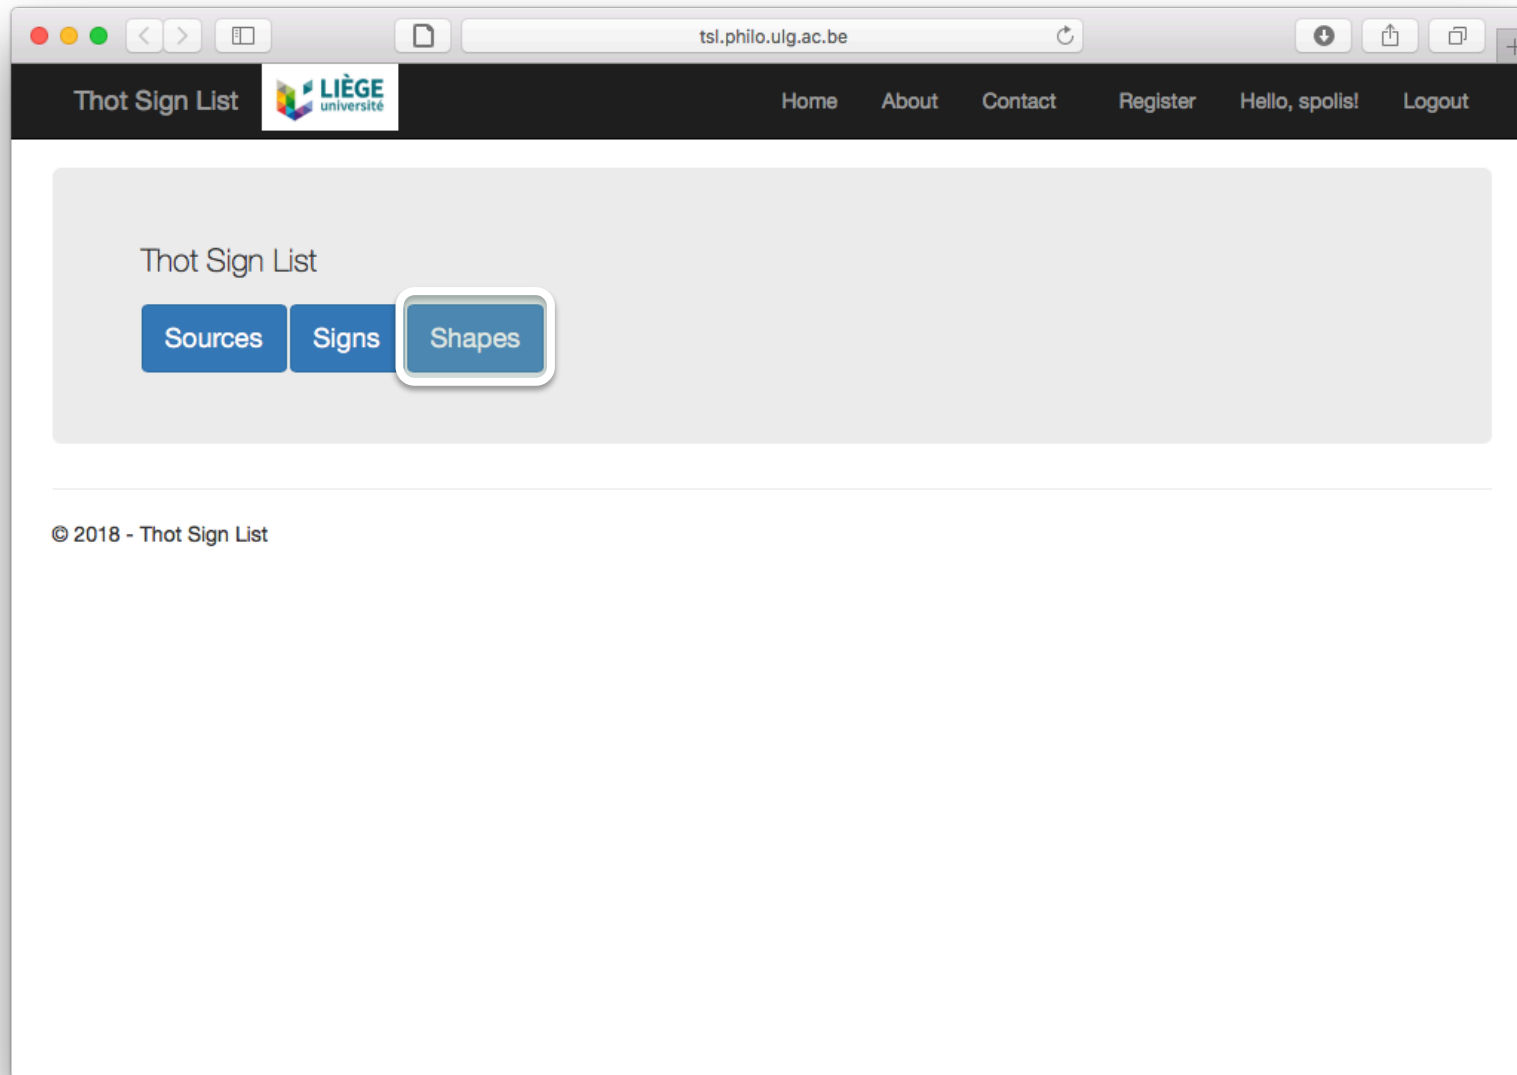 tsl.philo.ulg.ac.be
Thot Sign List LIÈGE université Home About Contact Register Hello, spolis! Logout
Thot Sign List
Sources Signs Shapes
© 2018 - Thot Sign List